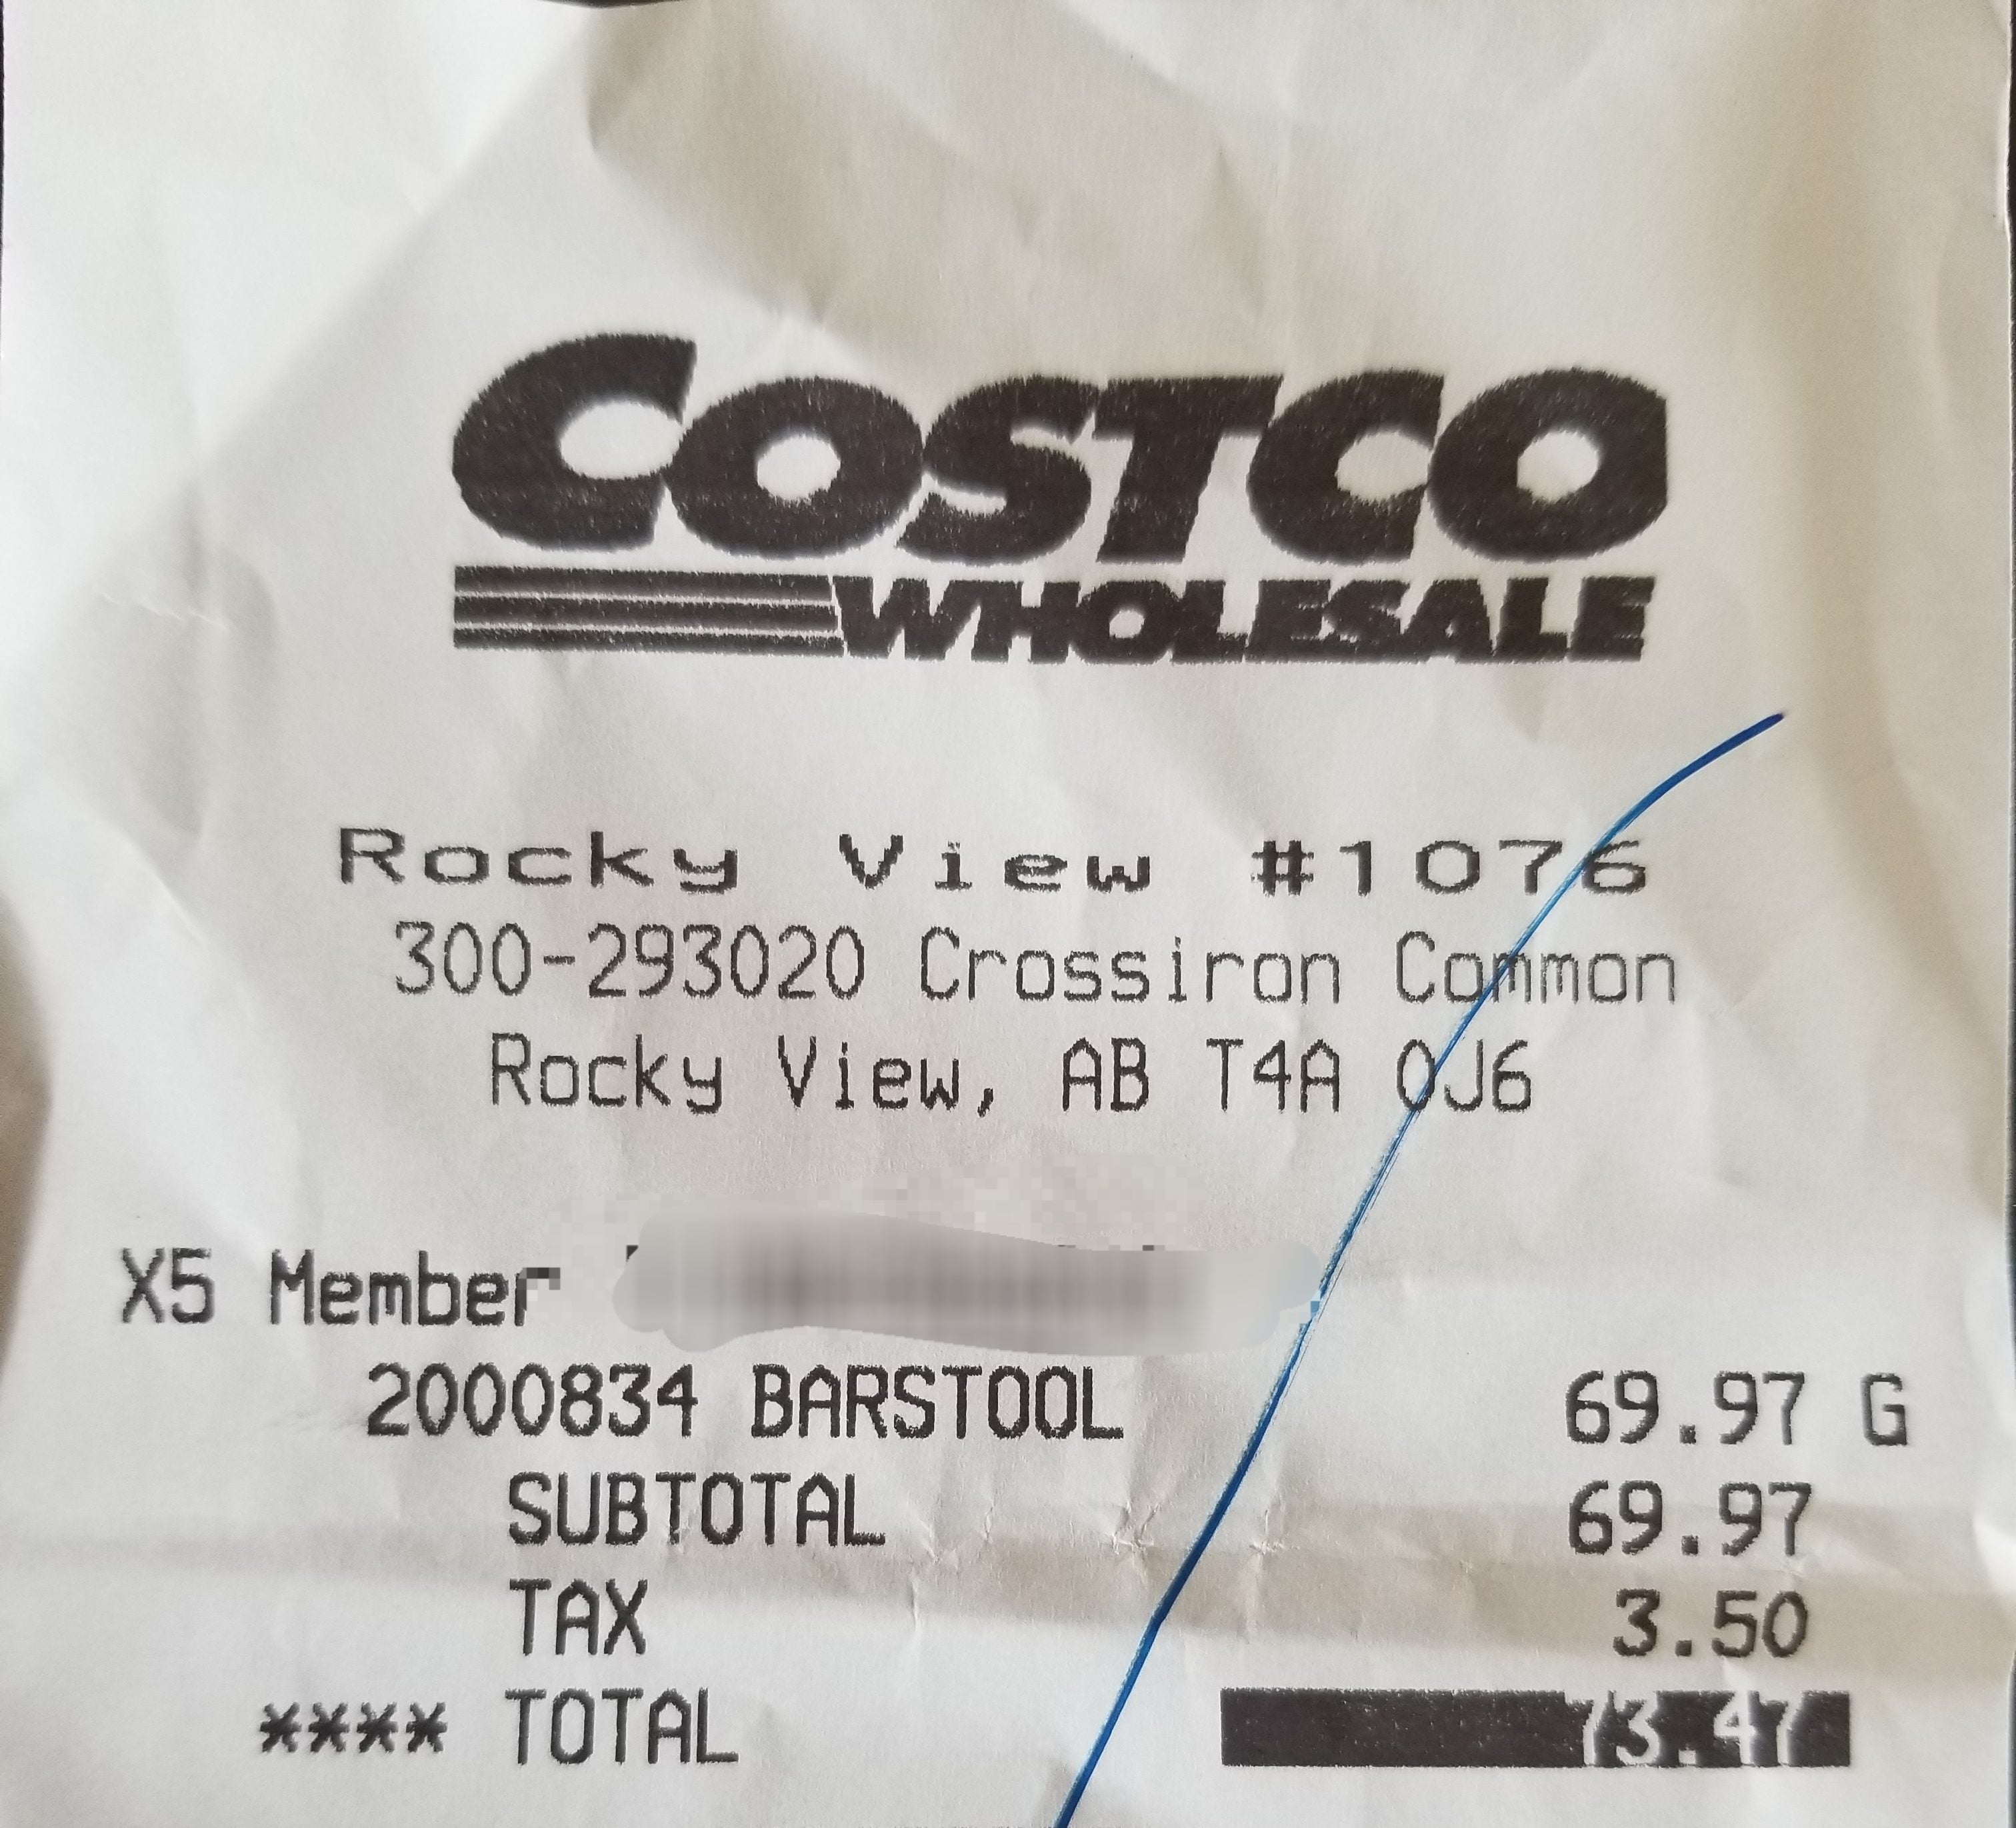 COSTCO
WHOLESALE
Rocky View #1076
300-293020 Crossiron Common
Rocky View, AB T4A 0J6
X5 Member
2000834 BARSTOOL 69.97 G
SUBTOTAL 69.97
TAX 3.50
**** TOTAL 73.47